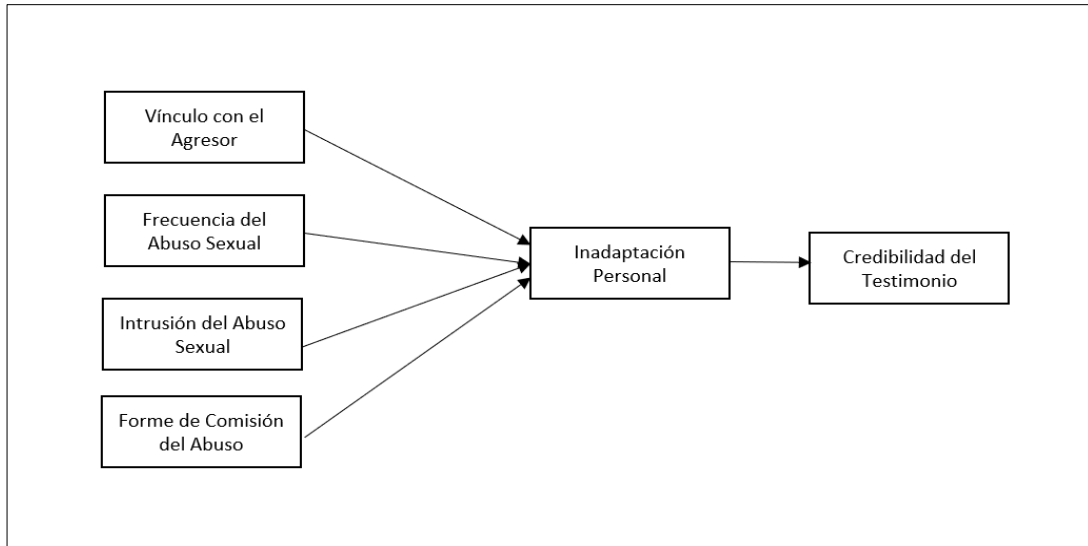 Vínculo con el
Agresor
Frecuencia del
Abuso Sexual
Intrusión del Abuso
Sexual
Forme de Comisión
del Abuso
Inadaptación
Personal
Credibilidad del
Testimonio